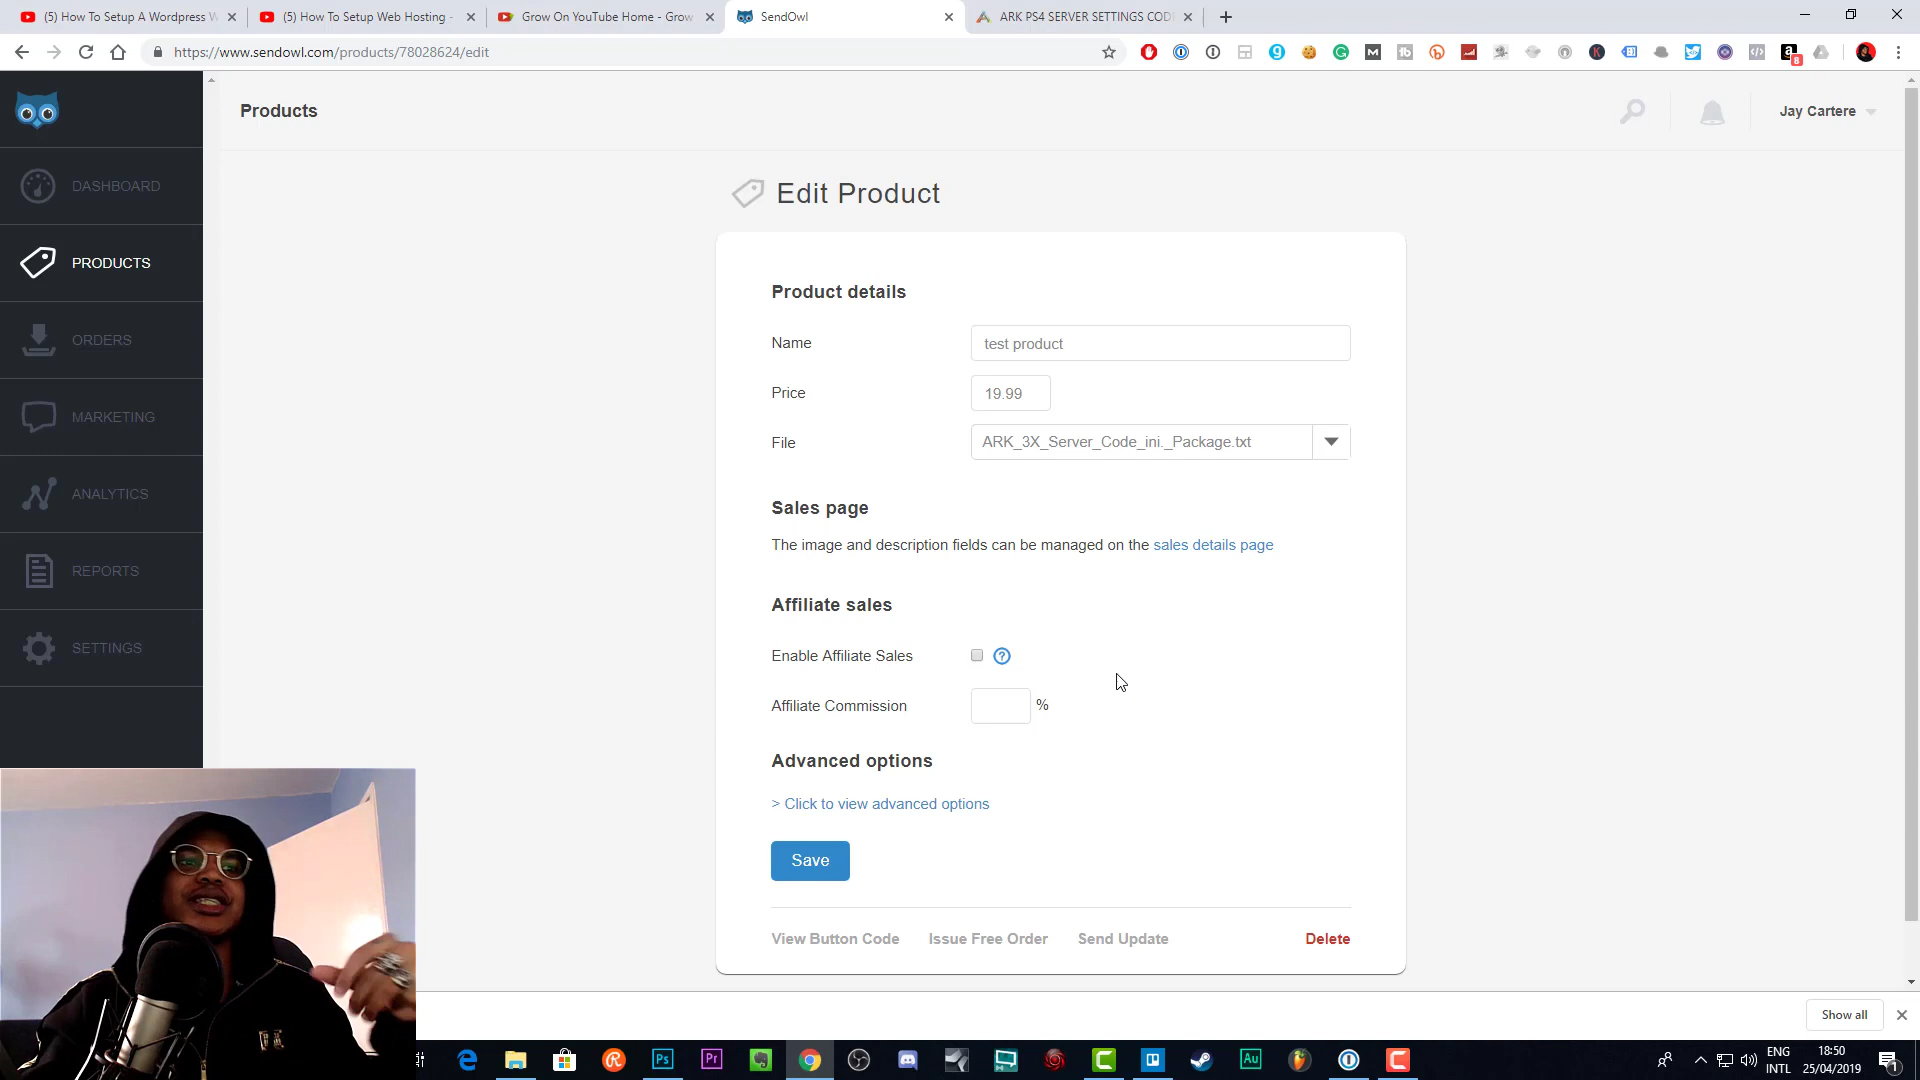 (5) How To Setup A Wordpress W
(5) How To Setup Web Hosting -
Grow On YouTube Home - Grow
SendOwl
ARK PS4 SERVER SETTINGS COD
https://www.sendowl.com/products/78028624/edit
8
Products
Jay Cartere
DASHBOARD
PRODUCTS
ORDERS
MARKETING
ANALYTICS
REPORTS
SETTINGS
Edit Product
Product details
Name
test product
Price
19.99
File
ARK_3X_Server_Code_ini._Package.txt
Sales page
The image and description fields can be managed on the sales details page
Affiliate sales
Enable Affiliate Sales
?
Affiliate Commission
%
Advanced options
> Click to view advanced options
Save
View Button Code
Issue Free Order
Send Update
Delete
Show all
Ps
Pr
Au
ENG
INTL
18:50
25/04/2019
1